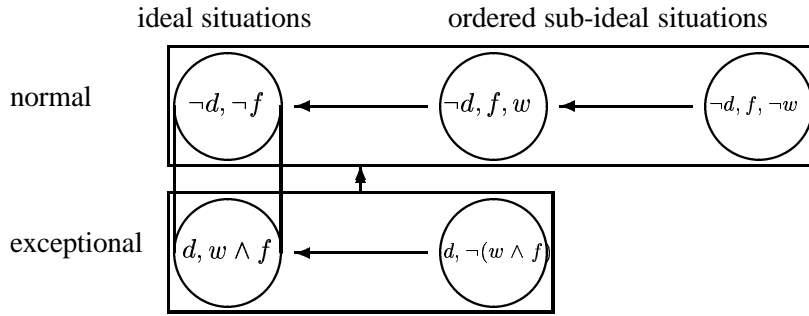 ideal situations ordered sub-ideal situations
normal ¬d, ¬f ¬d, f, w ¬d, f, ¬w
exceptional d, w ∧ f d, ¬(w ∧ f)